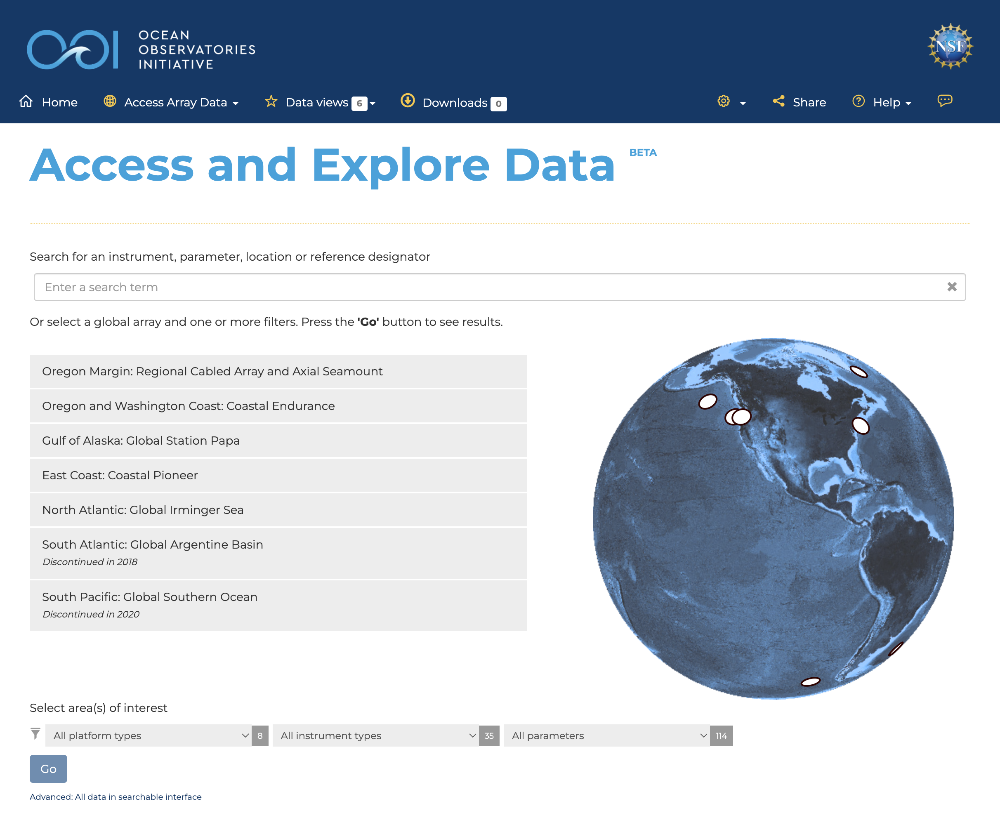 OCEAN
OBSERVATORIES
INITIATIVE
NSF
Home
Access Array Data
Data views 6
Downloads 0
Share
Help
Access and Explore Data BETA
Search for an instrument, parameter, location or reference designator
Enter a search term
Or select a global array and one or more filters. Press the 'Go' button to see results.
Oregon Margin: Regional Cabled Array and Axial Seamount
Oregon and Washington Coast: Coastal Endurance
Gulf of Alaska: Global Station Papa
East Coast: Coastal Pioneer
North Atlantic: Global Irminger Sea
South Atlantic: Global Argentine Basin
Discontinued in 2018
South Pacific: Global Southern Ocean
Discontinued in 2020
Select area(s) of interest
All platform types 8
All instrument types 35
All parameters 114
Go
Advanced: All data in searchable interface